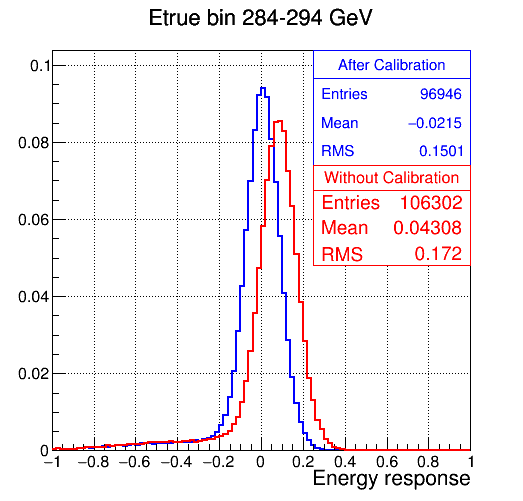 Etrue bin 284-294 GeV
After Calibration
Entries 96946
Mean −0.0215
RMS 0.1501
Without Calibration
Entries 106302
Mean 0.04308
RMS 0.172
0.1
0.08
0.06
0.04
0.02
0
−1 −0.8 −0.6 −0.4 −0.2 0 0.2 0.4 0.6 0.8 1
Energy response